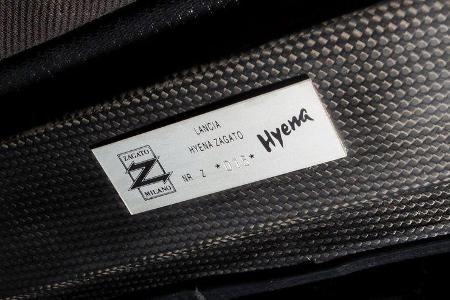 ZAGATO
MILANO
LANCIA
HYENA ZAGATO
NR. Z
Hyena